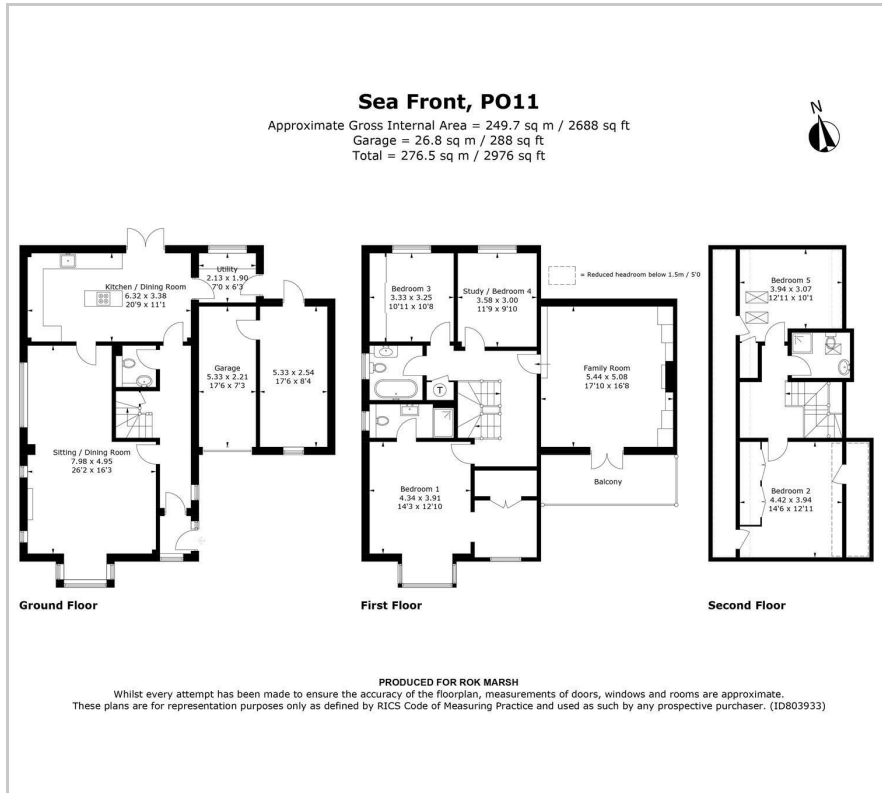 Sea Front, PO11
Approximate Gross Internal Area = 249.7 sq m / 2688 sq ft
Garage = 26.8 sq m / 288 sq ft
Total = 276.5 sq m / 2976 sq ft
N
Kitchen / Dining Room
6.32 x 3.38
20'9 x 11'1
Utility
2.13 x 1.90
7'0 x 6'3
Garage
5.33 x 2.21
17'6 x 7'3
5.33 x 2.54
17'6 x 8'4
Sitting / Dining Room
7.98 x 4.95
26'2 x 16'3
Ground Floor
Bedroom 3
3.33 x 3.25
10'11 x 10'8
Study / Bedroom 4
3.58 x 3.00
11'9 x 9'10
= Reduced headroom below 1.5m / 5'0
T
Family Room
5.44 x 5.08
17'10 x 16'8
Balcony
Bedroom 1
4.34 x 3.91
14'3 x 12'10
First Floor
Bedroom 5
3.94 x 3.07
12'11 x 10'1
Bedroom 2
4.42 x 3.94
14'6 x 12'11
Second Floor
PRODUCED FOR ROK MARSH
Whilst every attempt has been made to ensure the accuracy of the floorplan, measurements of doors, windows and rooms are approximate.
These plans are for representation purposes only as defined by RICS Code of Measuring Practice and used as such by any prospective purchaser. (ID803933)